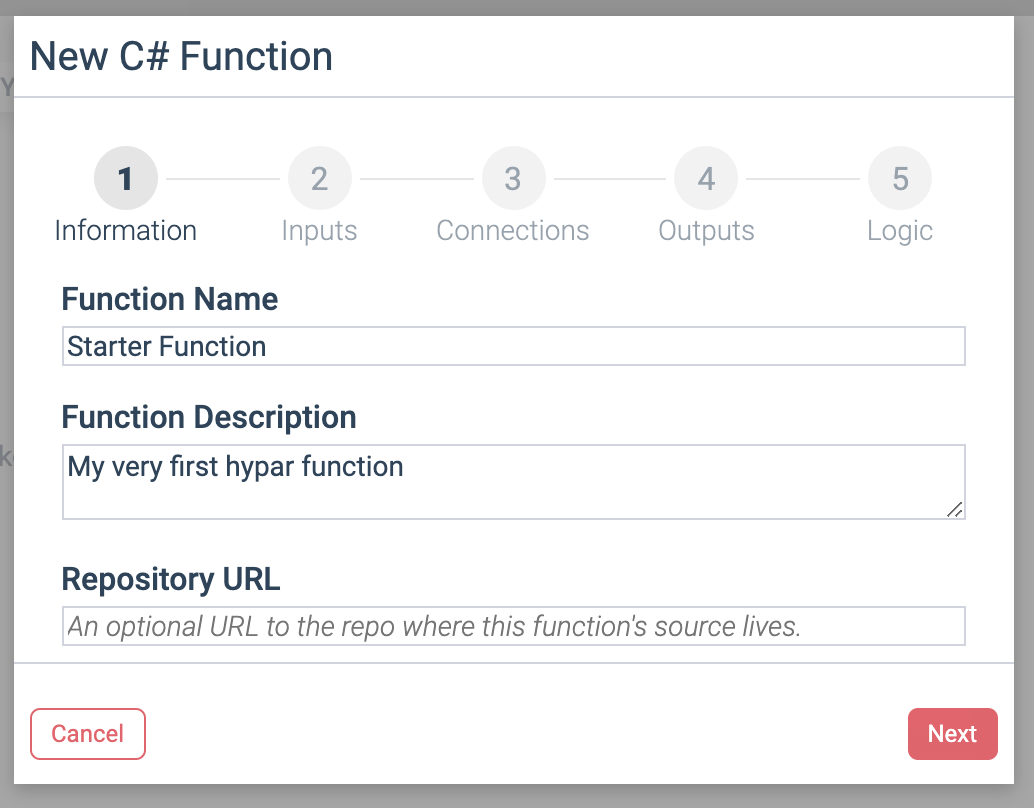 New C# Function
1 2 3 4 5
Information Inputs Connections Outputs Logic
Function Name
Starter Function
Function Description
My very first hypar function
Repository URL
An optional URL to the repo where this function's source lives.
Cancel Next